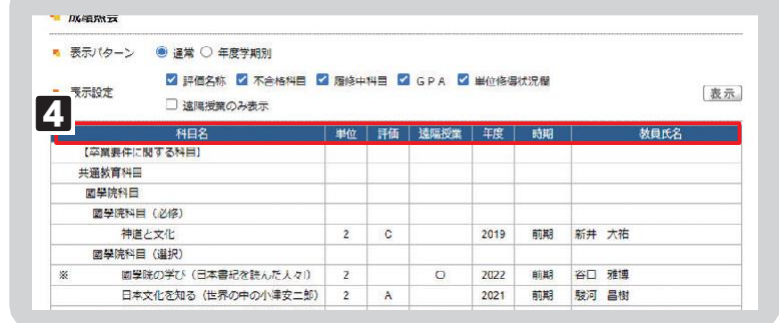 成績照会
表示パターン 通常 年度学期別
評価名称 不合格科目 履修中科目 GPA 単位修得状況欄
表示設定 表示
遠隔授業のみ表示
4
科目名 単位 評価 遠隔授業 年度 時期 教員氏名
【卒業要件に関する科目】
共通教育科目
國學院科目
國學院科目（必修）
神道と文化 2 C 2019 前期 新井 大祐
國學院科目（選択）
※ 國學院の学び（日本書紀を読んだ人々Ⅰ） 2 ○ 2022 前期 谷口 雅博
日本文化を知る（世界の中の小津安二郎） 2 A 2021 前期 駿河 昌樹